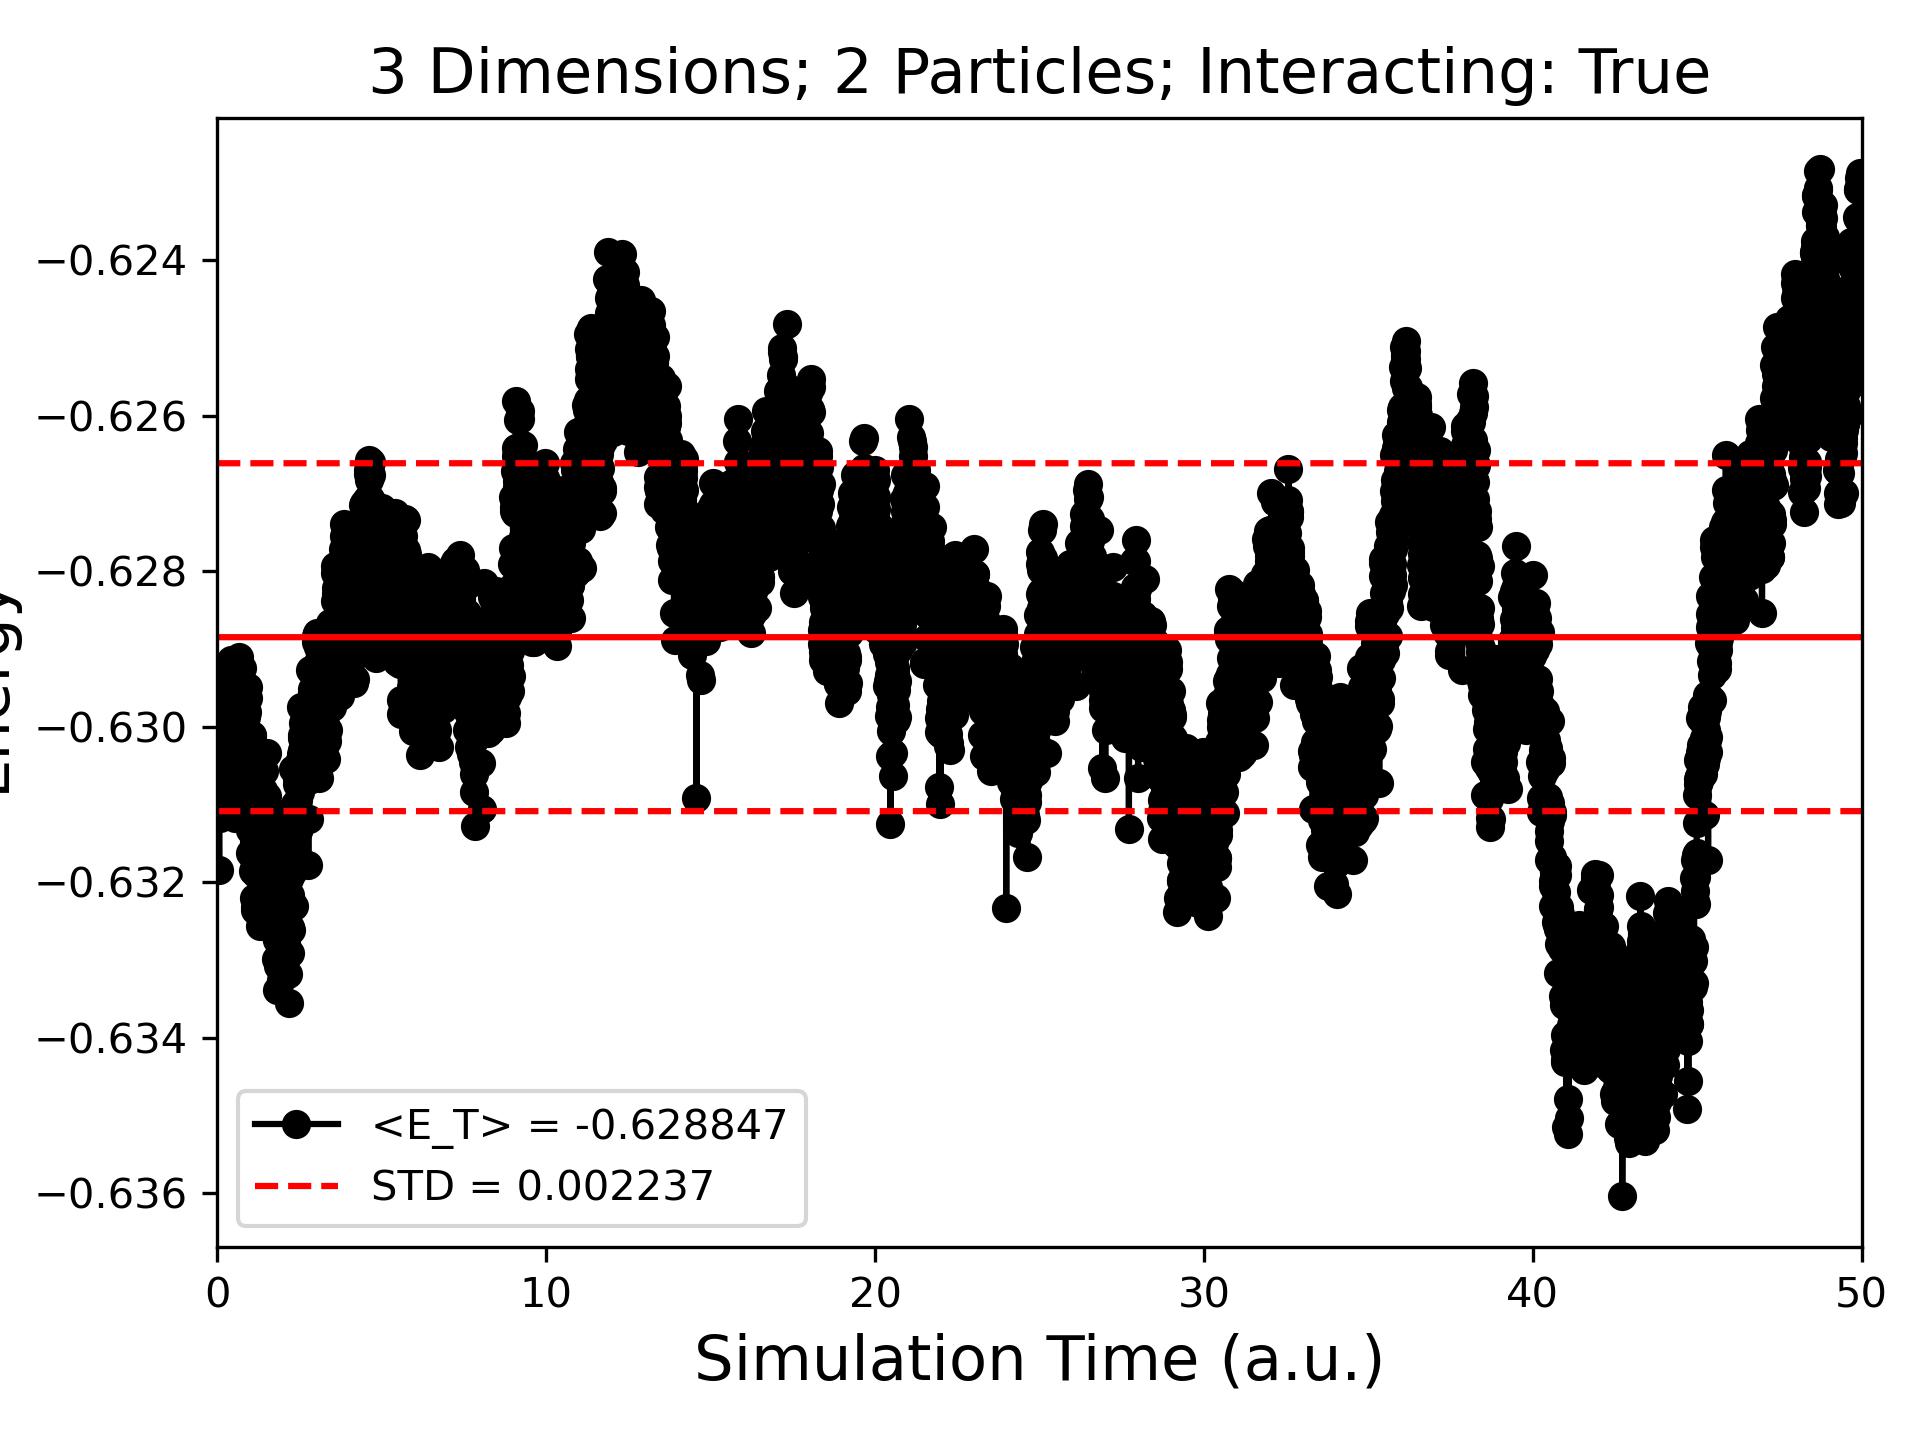 3 Dimensions; 2 Particles; Interacting: True
Energy
−0.624
−0.626
−0.628
−0.630
−0.632
−0.634
−0.636
<E_T> = -0.628847
STD = 0.002237
0 10 20 30 40 50
Simulation Time (a.u.)